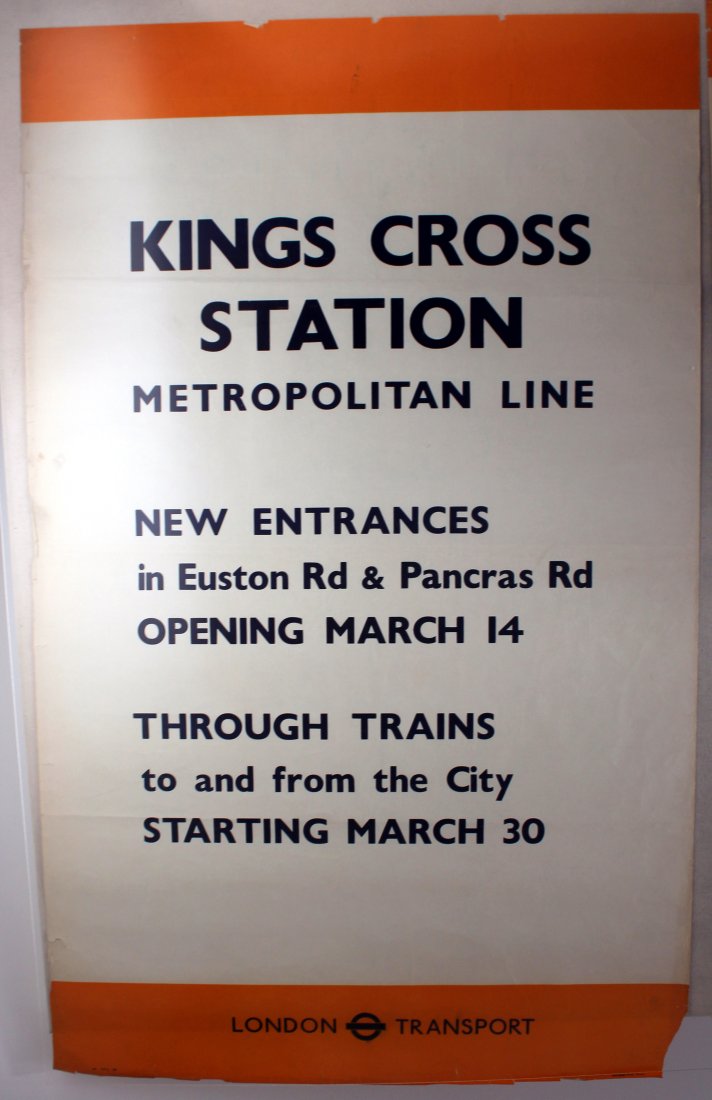 KINGS CROSS
STATION
METROPOLITAN LINE
NEW ENTRANCES
in Euston Rd & Pancras Rd
OPENING MARCH 14
THROUGH TRAINS
to and from the City
STARTING MARCH 30
LONDON TRANSPORT